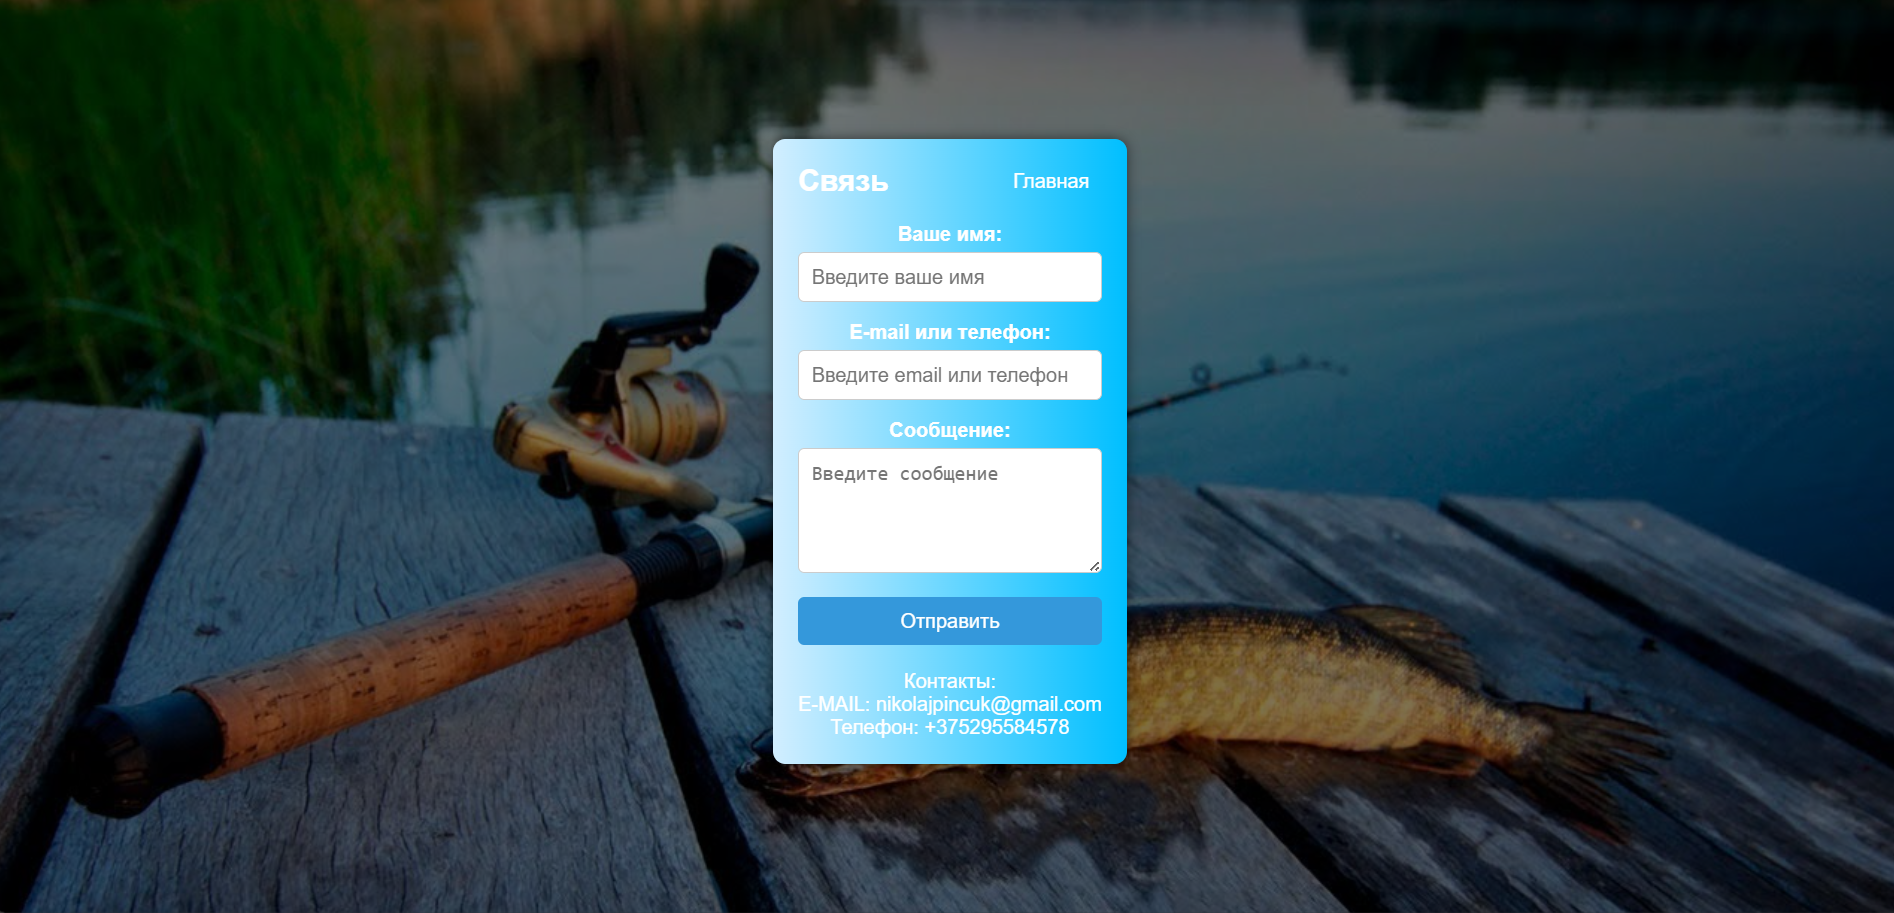 Связь
Главная
Ваше имя:
Введите ваше имя
E-mail или телефон:
Введите email или телефон
Сообщение:
Введите сообщение
Отправить
Контакты:
E-MAIL: nikolajpincuk@gmail.com
Телефон: +375295584578